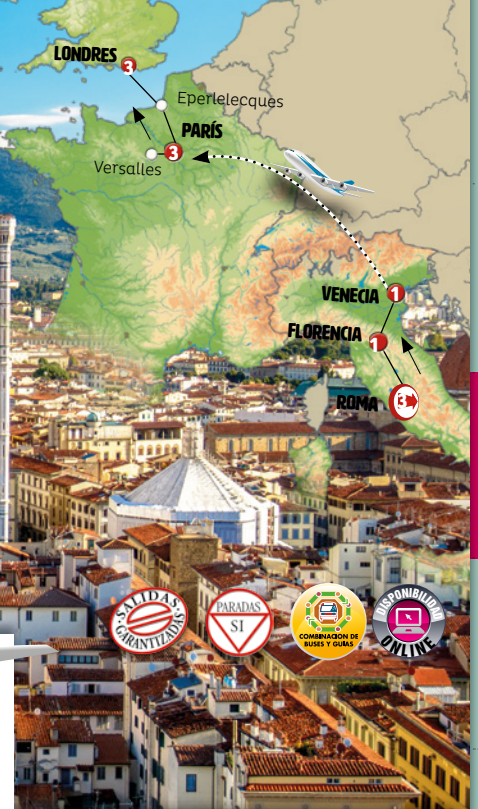 LONDRES
3
Eperlelecques
PARÍS
3
Versalles
VENECIA
1
FLORENCIA
1
ROMA
3
SALIDAS
GARANTIZADAS
PARADAS
SI
COMBINACIÓN DE
BUSES Y GUÍAS
DISPONIBILIDAD
ONLINE